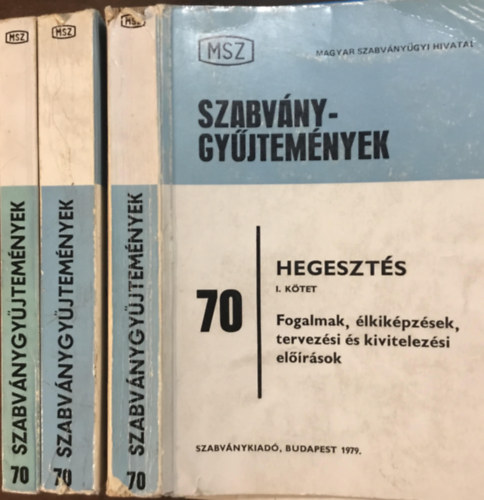 MSZ
SZABVÁNYGYŰJTEMÉNYEK
70
MSZ
SZABVÁNYGYŰJTEMÉNYEK
70
MSZ
SZABVÁNYGYŰJTEMÉNYEK
70
MSZ
MAGYAR SZABVÁNYÜGYI HIVATAL
SZABVÁNY-
GYŰJTEMÉNYEK
70
HEGESZTÉS
I. KÖTET
Fogalmak, élkiképzések,
tervezési és kivitelezési
előírások
SZABVÁNYKIADÓ, BUDAPEST 1979.